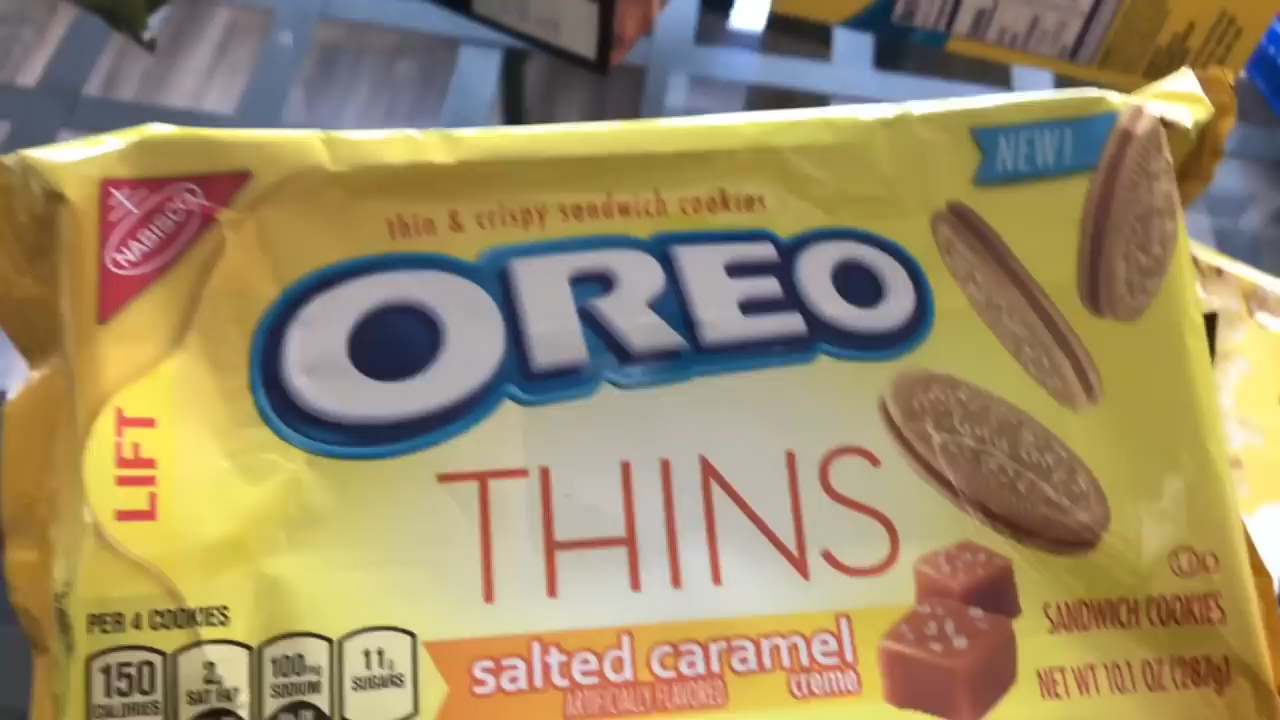 NEW!
NABISCO
thin & crispy sandwich cookies
OREO
THINS
LIFT
PER 4 COOKIES
150
CALORIES
2g
SAT FAT
100mg
SODIUM
11g
SUGARS
salted caramel
creme
ARTIFICIALLY FLAVORED
SANDWICH COOKIES
NET WT 10.1 OZ (287g)